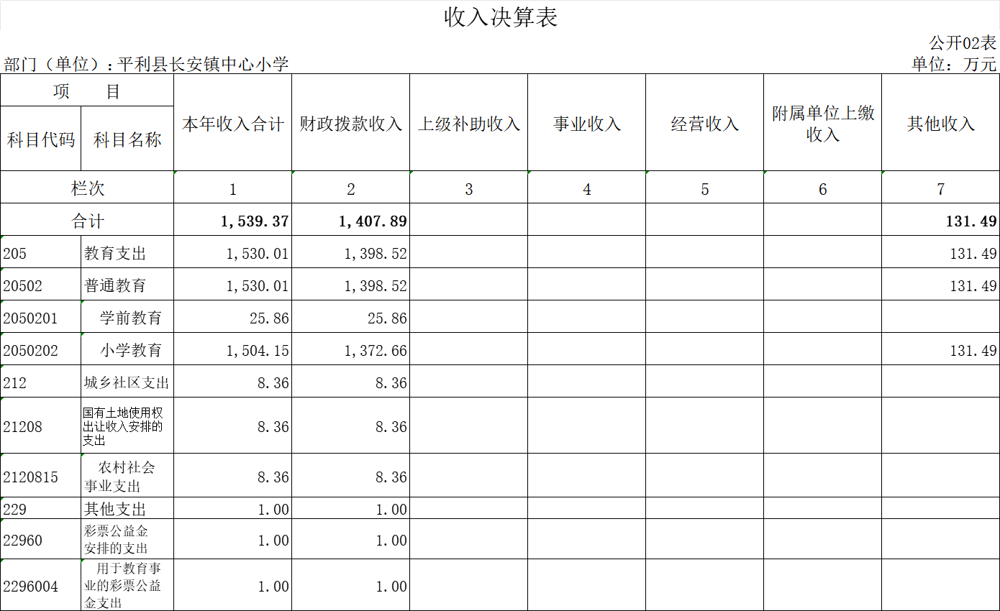 收入决算表
公开02表
部门（单位）：平利县长安镇中心小学 单位：万元
项 目 本年收入合计 财政拨款收入 上级补助收入 事业收入 经营收入 附属单位上缴收入 其他收入
科目代码 科目名称
栏次 1 2 3 4 5 6 7
合计 1,539.37 1,407.89 131.49
205 教育支出 1,530.01 1,398.52 131.49
20502 普通教育 1,530.01 1,398.52 131.49
2050201 学前教育 25.86 25.86
2050202 小学教育 1,504.15 1,372.66 131.49
212 城乡社区支出 8.36 8.36
21208 国有土地使用权出让收入安排的支出 8.36 8.36
2120815 农村社会事业支出 8.36 8.36
229 其他支出 1.00 1.00
22960 彩票公益金安排的支出 1.00 1.00
2296004 用于教育事业的彩票公益金支出 1.00 1.00